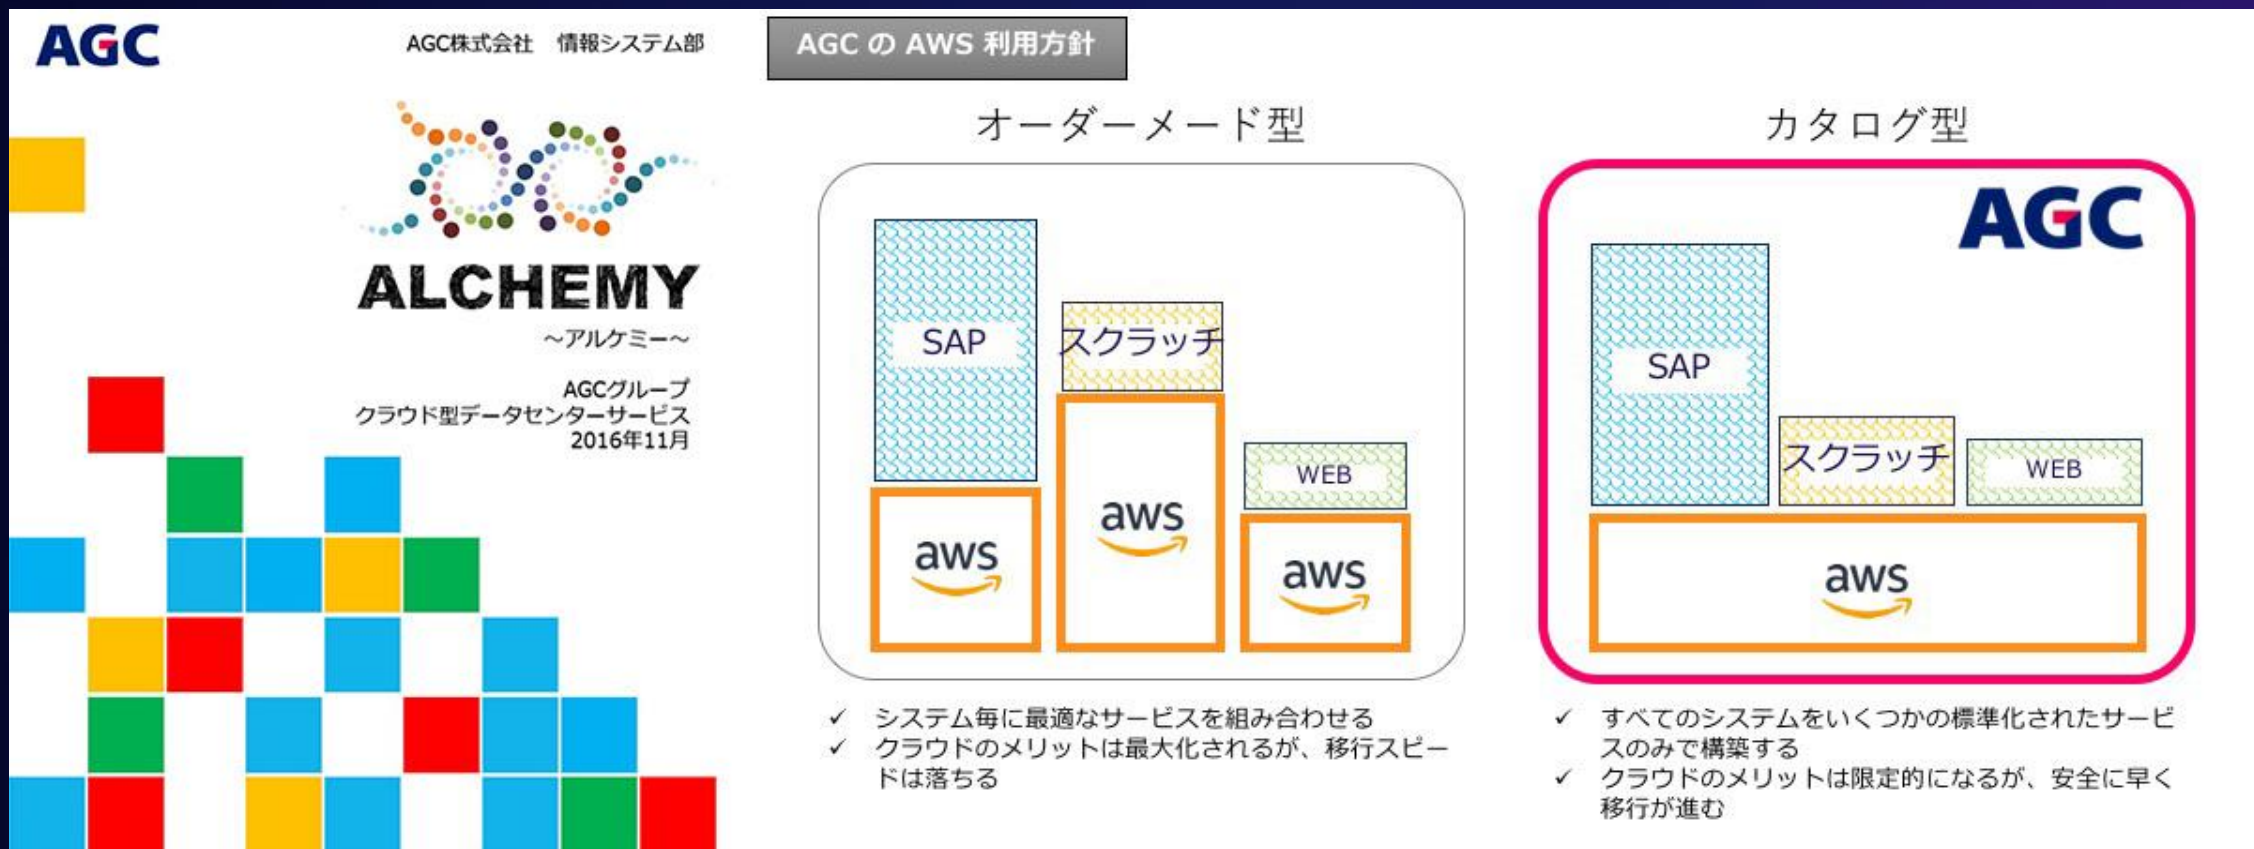 AGC
AGC株式会社　情報システム部
ALCHEMY
～アルケミー～
AGCグループ
クラウド型データセンターサービス
2016年11月
AGC の AWS 利用方針
オーダーメード型
SAP
スクラッチ
WEB
aws
aws
aws
✓ システム毎に最適なサービスを組み合わせる
✓ クラウドのメリットは最大化されるが、移行スピー
ドは落ちる
カタログ型
AGC
SAP
スクラッチ
WEB
aws
✓ すべてのシステムをいくつかの標準化されたサービ
スのみで構築する
✓ クラウドのメリットは限定的になるが、安全に早く
移行が進む